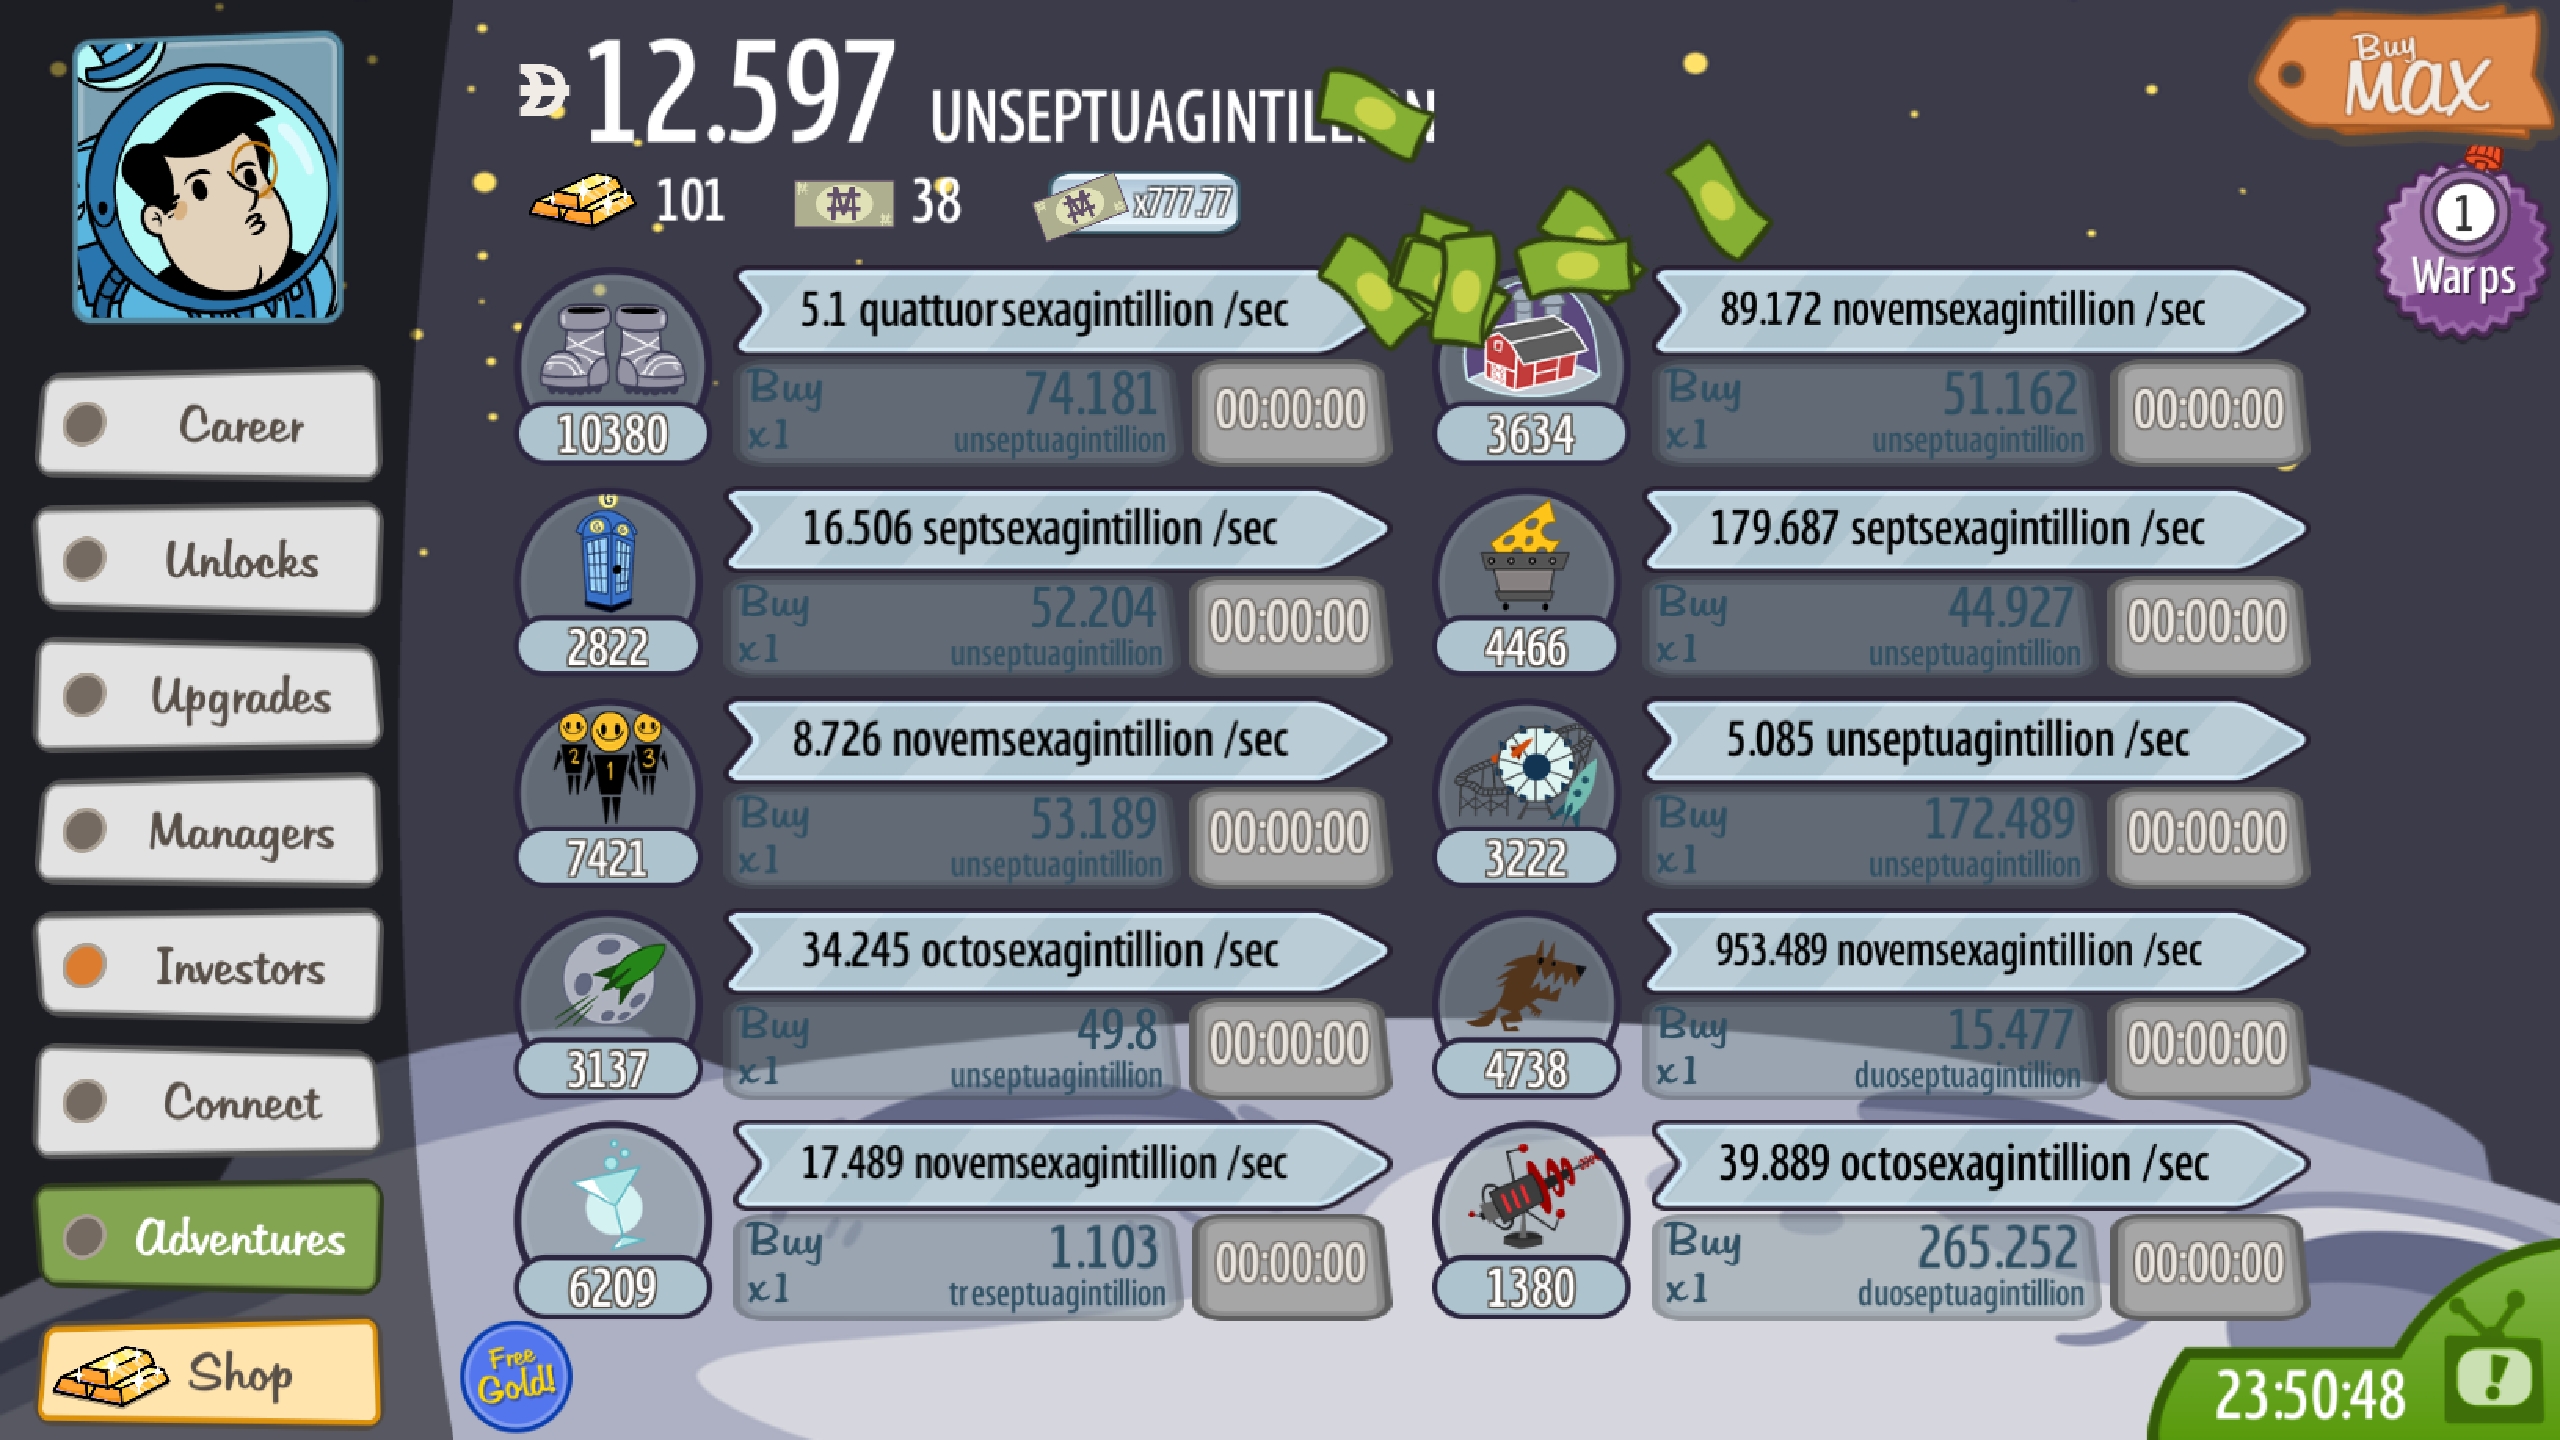 12.597 UNSEPTUAGINTILLION
101
38
x777.77
Buy
MAX
1
Warps
Career
Unlocks
Upgrades
Managers
Investors
Connect
Adventures
Shop
5.1 quattuorsexagintillion /sec
10380
Buy
x1
74.181
unseptuagintillion
00:00:00
89.172 novemsexagintillion /sec
3634
Buy
x1
51.162
unseptuagintillion
00:00:00
G
16.506 septsexagintillion /sec
2822
Buy
x1
52.204
unseptuagintillion
00:00:00
179.687 septsexagintillion /sec
4466
Buy
x1
44.927
unseptuagintillion
00:00:00
2 1 3
8.726 novemsexagintillion /sec
7421
Buy
x1
53.189
unseptuagintillion
00:00:00
5.085 unseptuagintillion /sec
3222
Buy
x1
172.489
unseptuagintillion
00:00:00
34.245 octosexagintillion /sec
3137
Buy
x1
49.8
unseptuagintillion
00:00:00
953.489 novemsexagintillion /sec
4738
Buy
x1
15.477
duoseptuagintillion
00:00:00
17.489 novemsexagintillion /sec
6209
Buy
x1
1.103
treseptuagintillion
00:00:00
39.889 octosexagintillion /sec
1380
Buy
x1
265.252
duoseptuagintillion
00:00:00
Free
Gold!
23:50:48
!